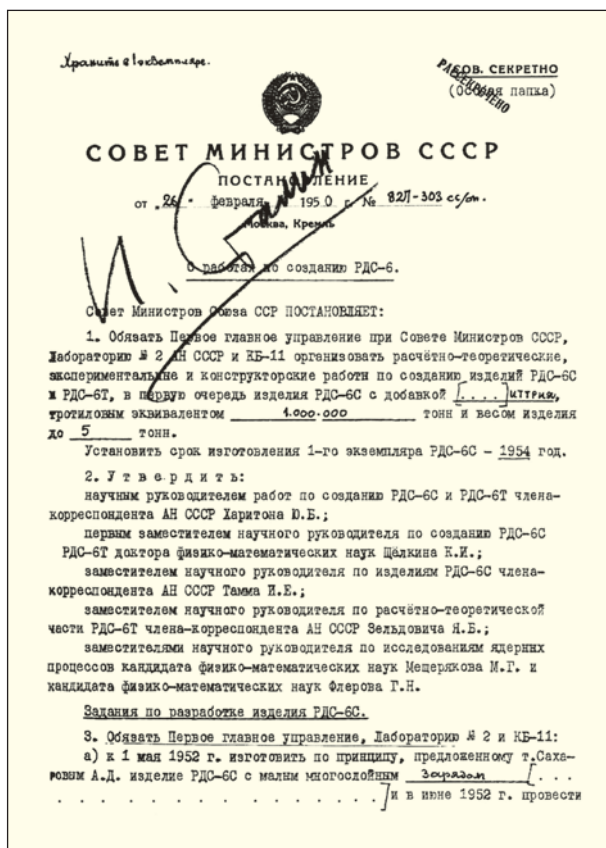 Хранить в 1 экземпляре.
СОВ. СЕКРЕТНО
РАССЕКРЕЧЕНО
(Особая папка)
СОВЕТ МИНИСТРОВ СССР
ПОСТАНОВЛЕНИЕ
от „26“ февраля 1950 г. № 827-303 сс/оп.
Москва, Кремль
И. Сталин
О работах по созданию РДС-6.
Совет Министров Союза ССР ПОСТАНОВЛЯЕТ:
1. Обязать Первое главное управление при Совете Министров СССР,
Лабораторию № 2 АН СССР и КБ-11 организовать расчётно-теоретические,
экспериментальные и конструкторские работы по созданию изделий РДС-6С
и РДС-6Т, в первую очередь изделия РДС-6С с добавкой [....] иттрия,
тротиловым эквивалентом 1.000.000 тонн и весом изделия
до 5 тонн.
Установить срок изготовления 1-го экземпляра РДС-6С – 1954 год.
2. Утвердить:
научным руководителем работ по созданию РДС-6С и РДС-6Т члена-
корреспондента АН СССР Харитона Ю.Б.;
первым заместителем научного руководителя по созданию РДС-6С
РДС-6Т доктора физико-математических наук Щёлкина К.И.;
заместителем научного руководителя по изделиям РДС-6С члена-
корреспондента АН СССР Тамма И.Е.;
заместителем научного руководителя по расчётно-теоретической
части РДС-6Т члена-корреспондента АН СССР Зельдовича Я.Б.;
заместителями научного руководителя по исследованиям ядерных
процессов кандидата физико-математических наук Мещерякова М.Г. и
кандидата физико-математических наук Флерова Г.Н.
Задания по разработке изделия РДС-6С.
3. Обязать Первое главное управление, Лабораторию № 2 и КБ-11:
а) к 1 мая 1952 г. изготовить по принципу, предложенному т.Саха-
ровым А.Д. изделие РДС-6С с малым многослойным зарядом [...
. . . . . . . . . . . . . . . .] и в июне 1952 г. провести